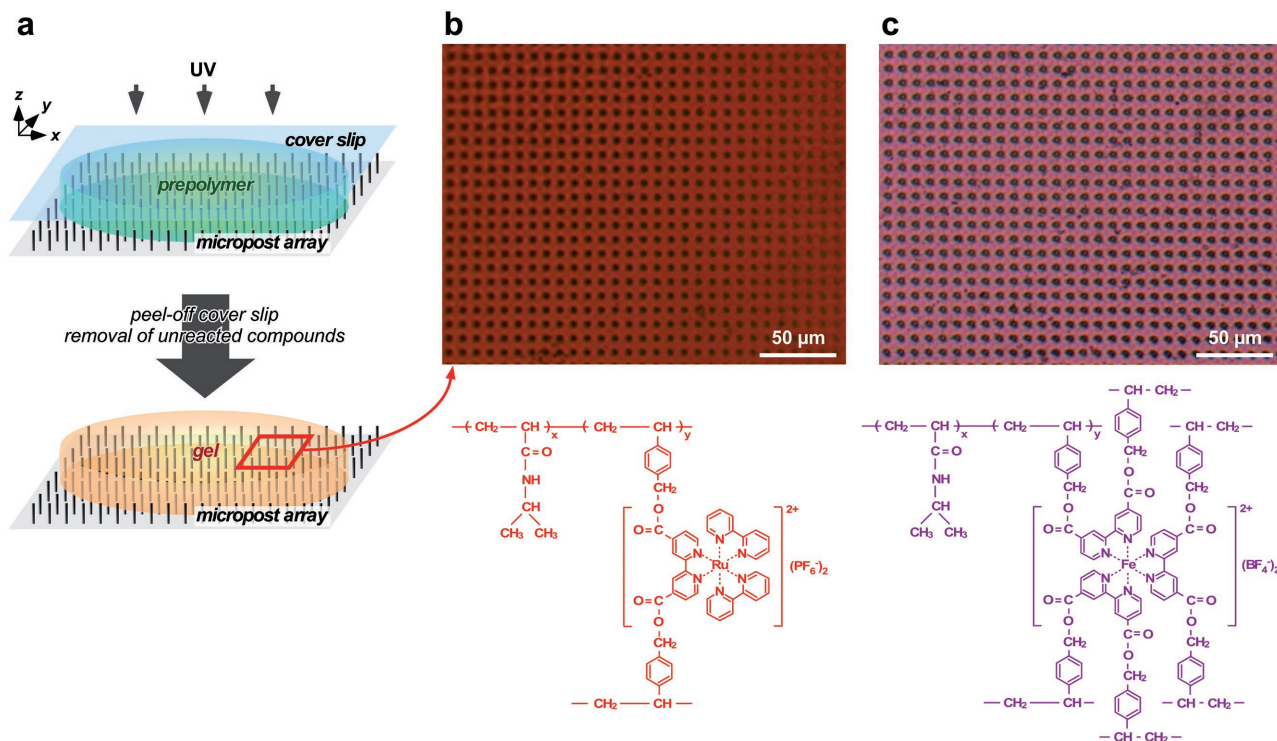 a
UV
z
y
x
cover slip
prepolymer
micropost array
peel-off cover slip
removal of unreacted compounds
gel
micropost array
b
50 µm
—( CH₂ — CH )ₓ —( CH₂ — CH )ᵧ
C=O
NH
CH
CH₃ CH₃
CH₂
O
O=C
N N
N N
Ru
N N
2+
(PF₆⁻)₂
O=C
O
CH₂
— CH₂ — CH —
c
50 µm
— CH - CH₂ —
—( CH₂ — CH )ₓ —( CH₂ — CH )ᵧ
— CH - CH₂ —
C=O
NH
CH
CH₃ CH₃
CH₂
O
C=O
CH₂
O
O=C
CH₂
O
C=O
N N
N Fe N
N N
2+
(BF₄⁻)₂
O=C
O
CH₂
C=O
O
CH₂
C=O
O
CH₂
— CH₂ — CH —
— CH - CH₂ —
— CH - CH₂ —